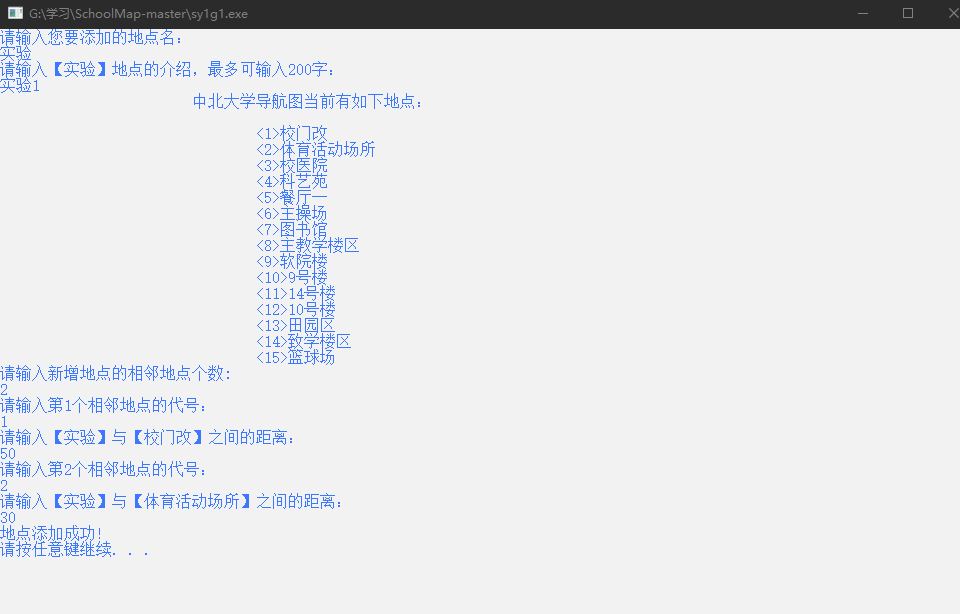 G:\学习\SchoolMap-master\sy1g1.exe
请输入您要添加的地点名:
实验
请输入【实验】地点的介绍，最多可输入200字:
实验1
中北大学导航图当前有如下地点:
<1>校门改
<2>体育活动场所
<3>校医院
<4>科艺苑
<5>餐厅一
<6>主操场
<7>图书馆
<8>主教学楼区
<9>软院楼
<10>9号楼
<11>14号楼
<12>10号楼
<13>田园区
<14>致学楼区
<15>篮球场
请输入新增地点的相邻地点个数:
2
请输入第1个相邻地点的代号:
1
请输入【实验】与【校门改】之间的距离:
50
请输入第2个相邻地点的代号:
2
请输入【实验】与【体育活动场所】之间的距离:
30
地点添加成功!
请按任意键继续. . .